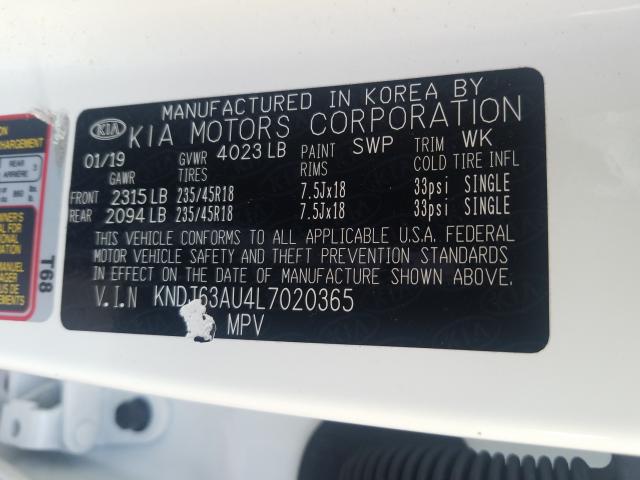 MANUFACTURED IN KOREA BY
KIA KIA MOTORS CORPORATION
01/19 GVWR 4023 LB PAINT SWP TRIM WK
GAWR TIRES RIMS COLD TIRE INFL
FRONT 2315 LB 235/45R18 7.5Jx18 33psi SINGLE
REAR 2094 LB 235/45R18 7.5Jx18 33psi SINGLE
THIS VEHICLE CONFORMS TO ALL APPLICABLE U.S.A. FEDERAL
MOTOR VEHICLE SAFETY AND THEFT PREVENTION STANDARDS
IN EFFECT ON THE DATE OF MANUFACTURE SHOWN ABOVE.
V.I.N KNDJ63AU4L7020365
MPV
REAR
T68
MANUEL